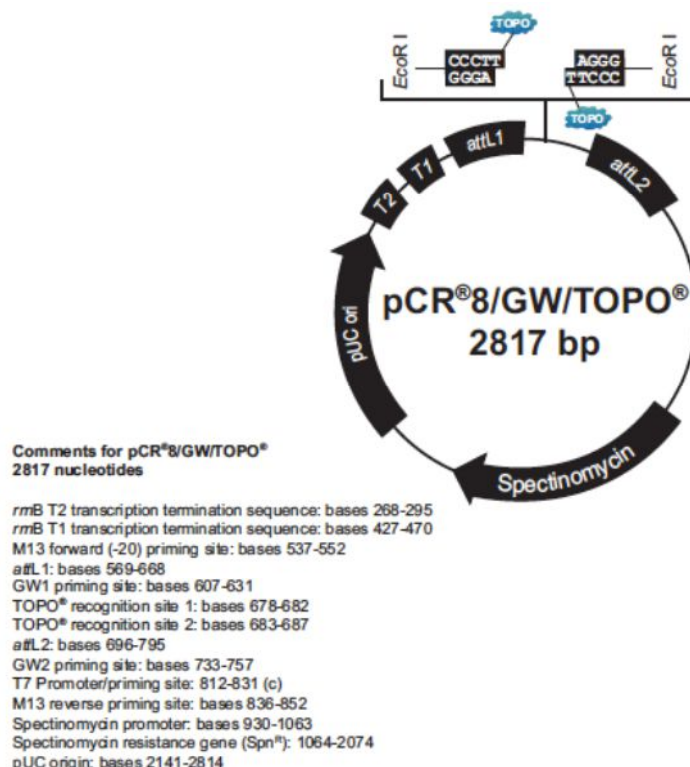 TOPO
EcoR I
CCCTT
GGGA
AGGG
TTCCC
EcoR I
TOPO
T2
T1
attL1
attL2
pUC ori
pCR®8/GW/TOPO®
2817 bp
Spectinomycin
Comments for pCR®8/GW/TOPO®
2817 nucleotides
rrnB T2 transcription termination sequence: bases 268-295
rrnB T1 transcription termination sequence: bases 427-470
M13 forward (-20) priming site: bases 537-552
attL1: bases 569-668
GW1 priming site: bases 607-631
TOPO® recognition site 1: bases 678-682
TOPO® recognition site 2: bases 683-687
attL2: bases 696-795
GW2 priming site: bases 733-757
T7 Promoter/priming site: 812-831 (c)
M13 reverse priming site: bases 836-852
Spectinomycin promoter: bases 930-1063
Spectinomycin resistance gene (Spnᴿ): 1064-2074
pUC origin: bases 2141-2814